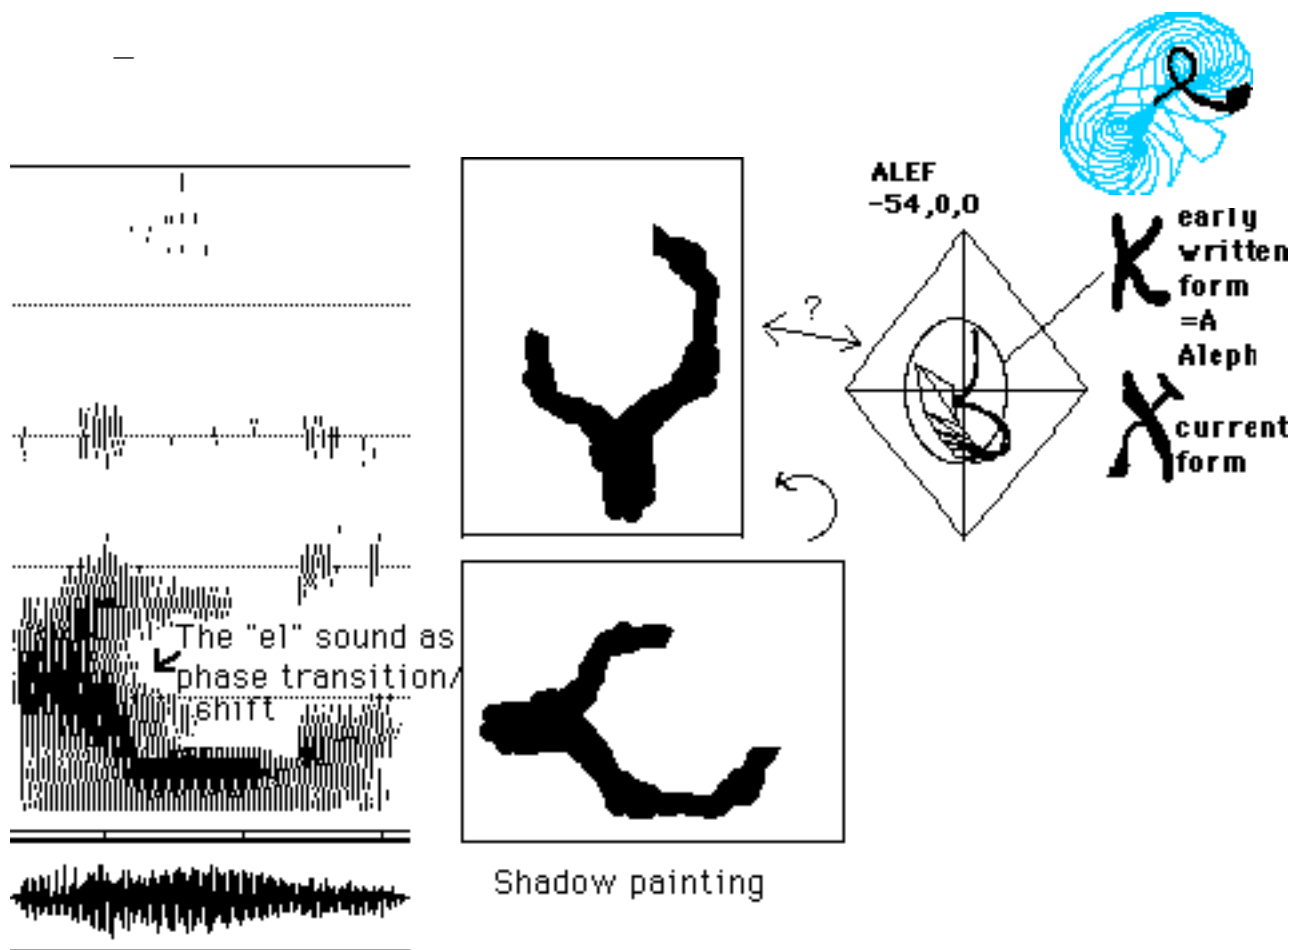 ALEF
-54,0,0
early
written
form
=A
Aleph
current
form
?
The "el" sound as
phase transition/
shift
Shadow painting